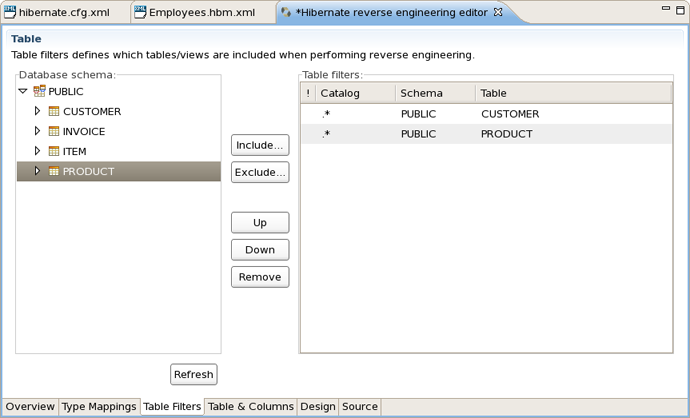 hibernate.cfg.xml Employees.hbm.xml *Hibernate reverse engineering editor
Table
Table filters defines which tables/views are included when performing reverse engineering.
Database schema: Table filters:
PUBLIC
CUSTOMER
INVOICE
ITEM
PRODUCT
Include...
Exclude...
Up
Down
Remove
! Catalog Schema Table
.* PUBLIC CUSTOMER
.* PUBLIC PRODUCT
Refresh
Overview Type Mappings Table Filters Table & Columns Design Source